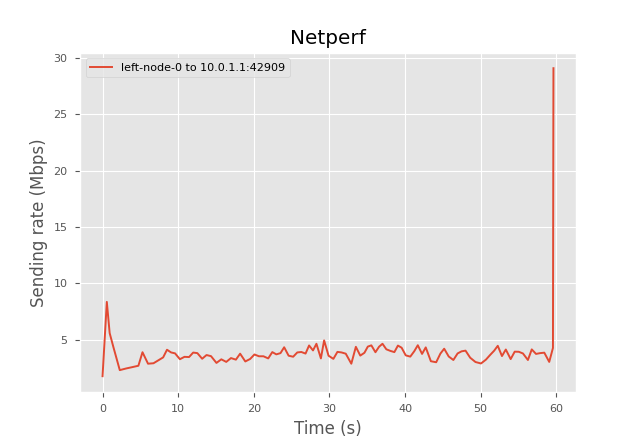 Netperf
left-node-0 to 10.0.1.1:42909
Sending rate (Mbps)
30
25
20
15
10
5
0 10 20 30 40 50 60
Time (s)